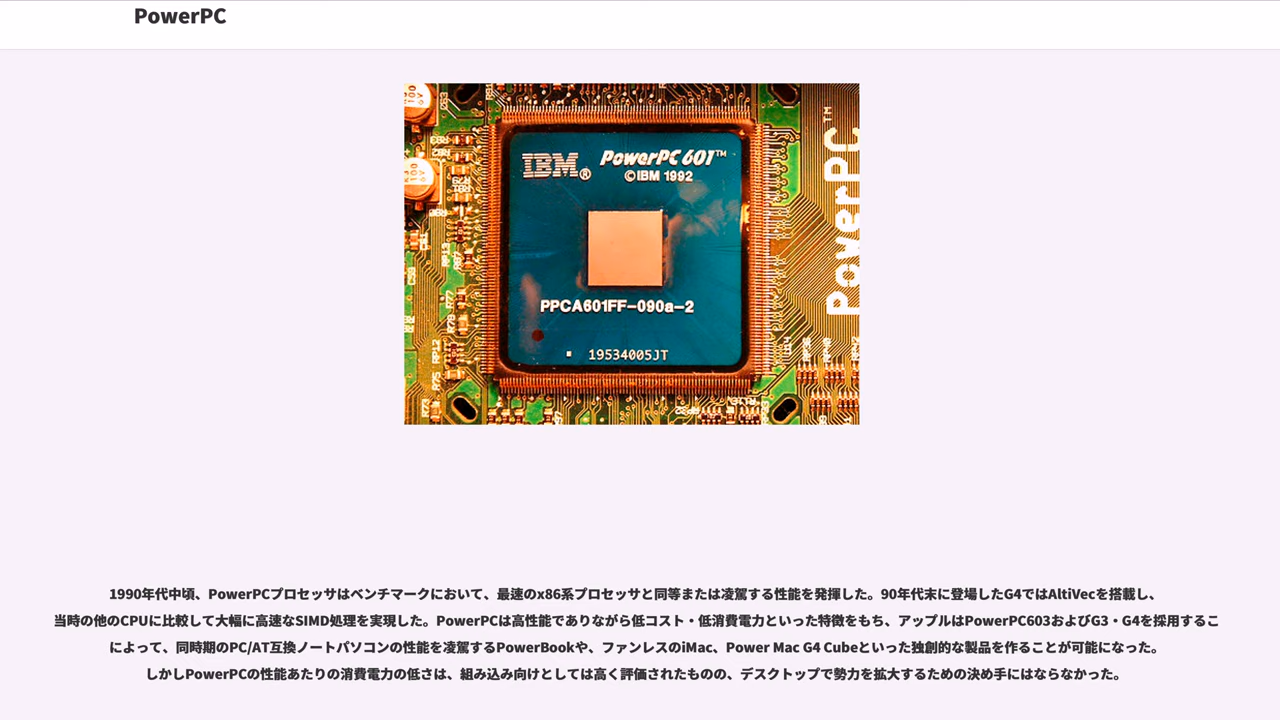 PowerPC
IBM®
PowerPC 601™
©IBM 1992
PPCA601FF-090a-2
19534005JT
PowerPC™
1990年代中頃、PowerPCプロセッサはベンチマークにおいて、最速のx86系プロセッサと同等または凌駕する性能を発揮した。90年代末に登場したG4ではAltiVecを搭載し、
当時の他のCPUに比較して大幅に高速なSIMD処理を実現した。PowerPCは高性能でありながら低コスト・低消費電力といった特徴をもち、アップルはPowerPC603およびG3・G4を採用するこ
によって、同時期のPC/AT互換ノートパソコンの性能を凌駕するPowerBookや、ファンレスのiMac、Power Mac G4 Cubeといった独創的な製品を作ることが可能になった。
しかしPowerPCの性能あたりの消費電力の低さは、組み込み向けとしては高く評価されたものの、デスクトップで勢力を拡大するための決め手にはならなかった。